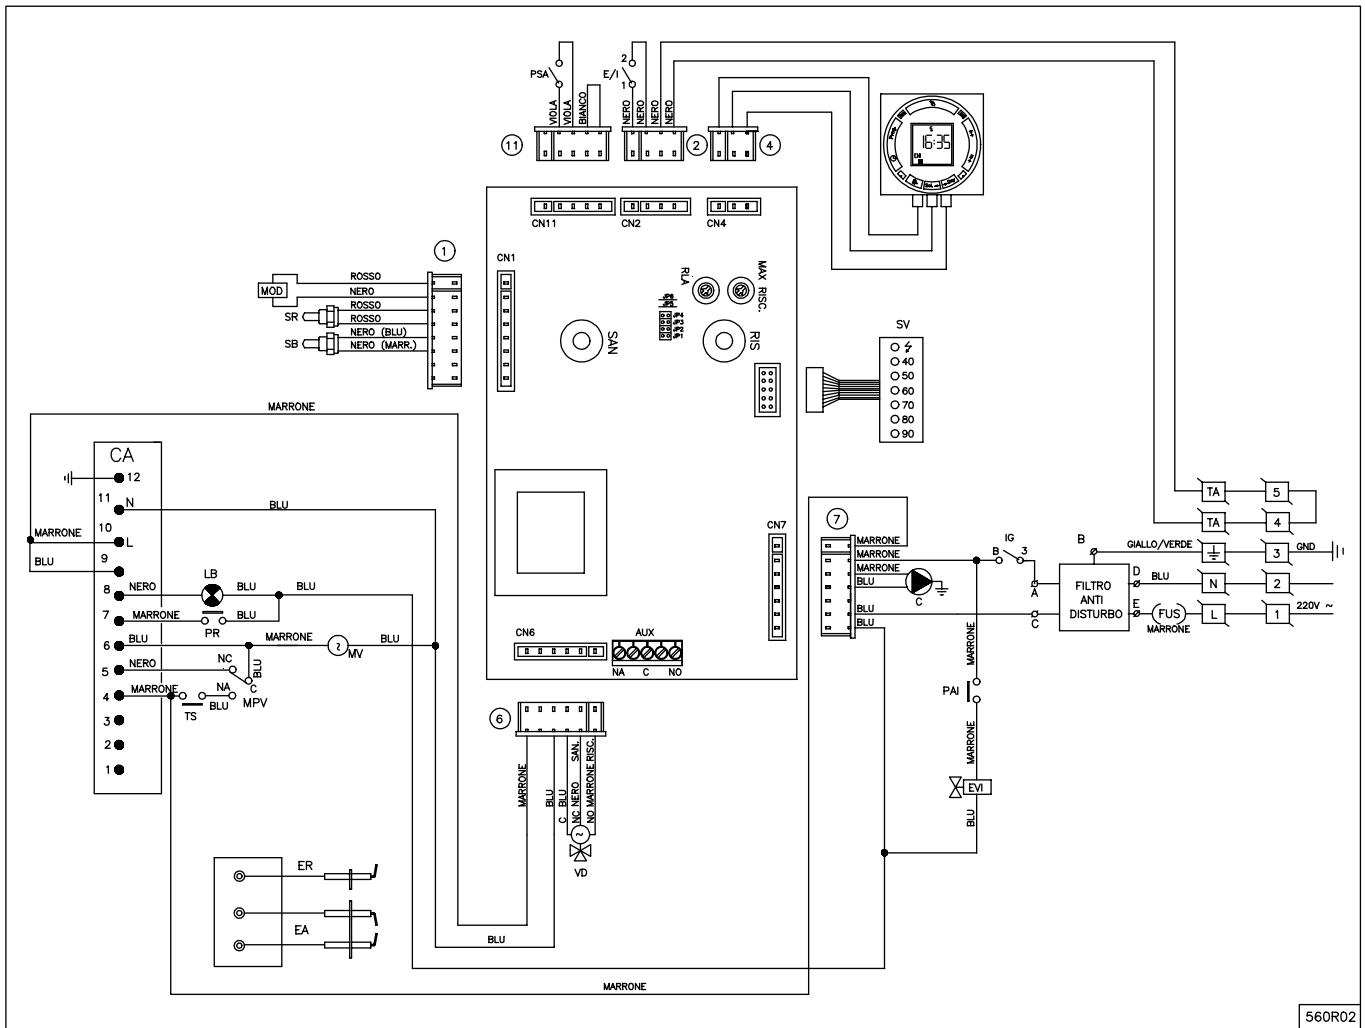 2
PSA
E/I
1
VIOLA
VIOLA
BIANCO
NERO
NERO
NERO
NERO
11
2
4
16:35
CN11
CN2
CN4
1
CN1
RLA
MAX RISC.
MOD
ROSSO
NERO
SR
ROSSO
ROSSO
SB
NERO (BLU)
NERO (MARR.)
JP6
JP5
SAN
RIS
SV
40
50
60
70
80
90
MARRONE
CA
12
11
N
BLU
10
MARRONE
L
BLU
9
8
NERO
LB
BLU
BLU
7
MARRONE
PR
BLU
6
BLU
MARRONE
MV
BLU
5
NERO
NC
BLU
4
MARRONE
TS
NA
BLU
C
MPV
3
2
1
CN7
CN6
AUX
NA
C
NO
7
MARRONE
MARRONE
MARRONE
BLU
C
BLU
BLU
IG
B
3
A
C
B
GIALLO/VERDE
FILTRO
ANTI
DISTURBO
D
BLU
E
FUS
MARRONE
TA
5
TA
4
3
GND
N
2
L
1
220V ~
MARRONE
PAI
MARRONE
EVI
BLU
6
MARRONE
BLU
C BLU
NC NERO SAN.
NO MARRONE RISC.
VD
ER
EA
BLU
MARRONE
560R02